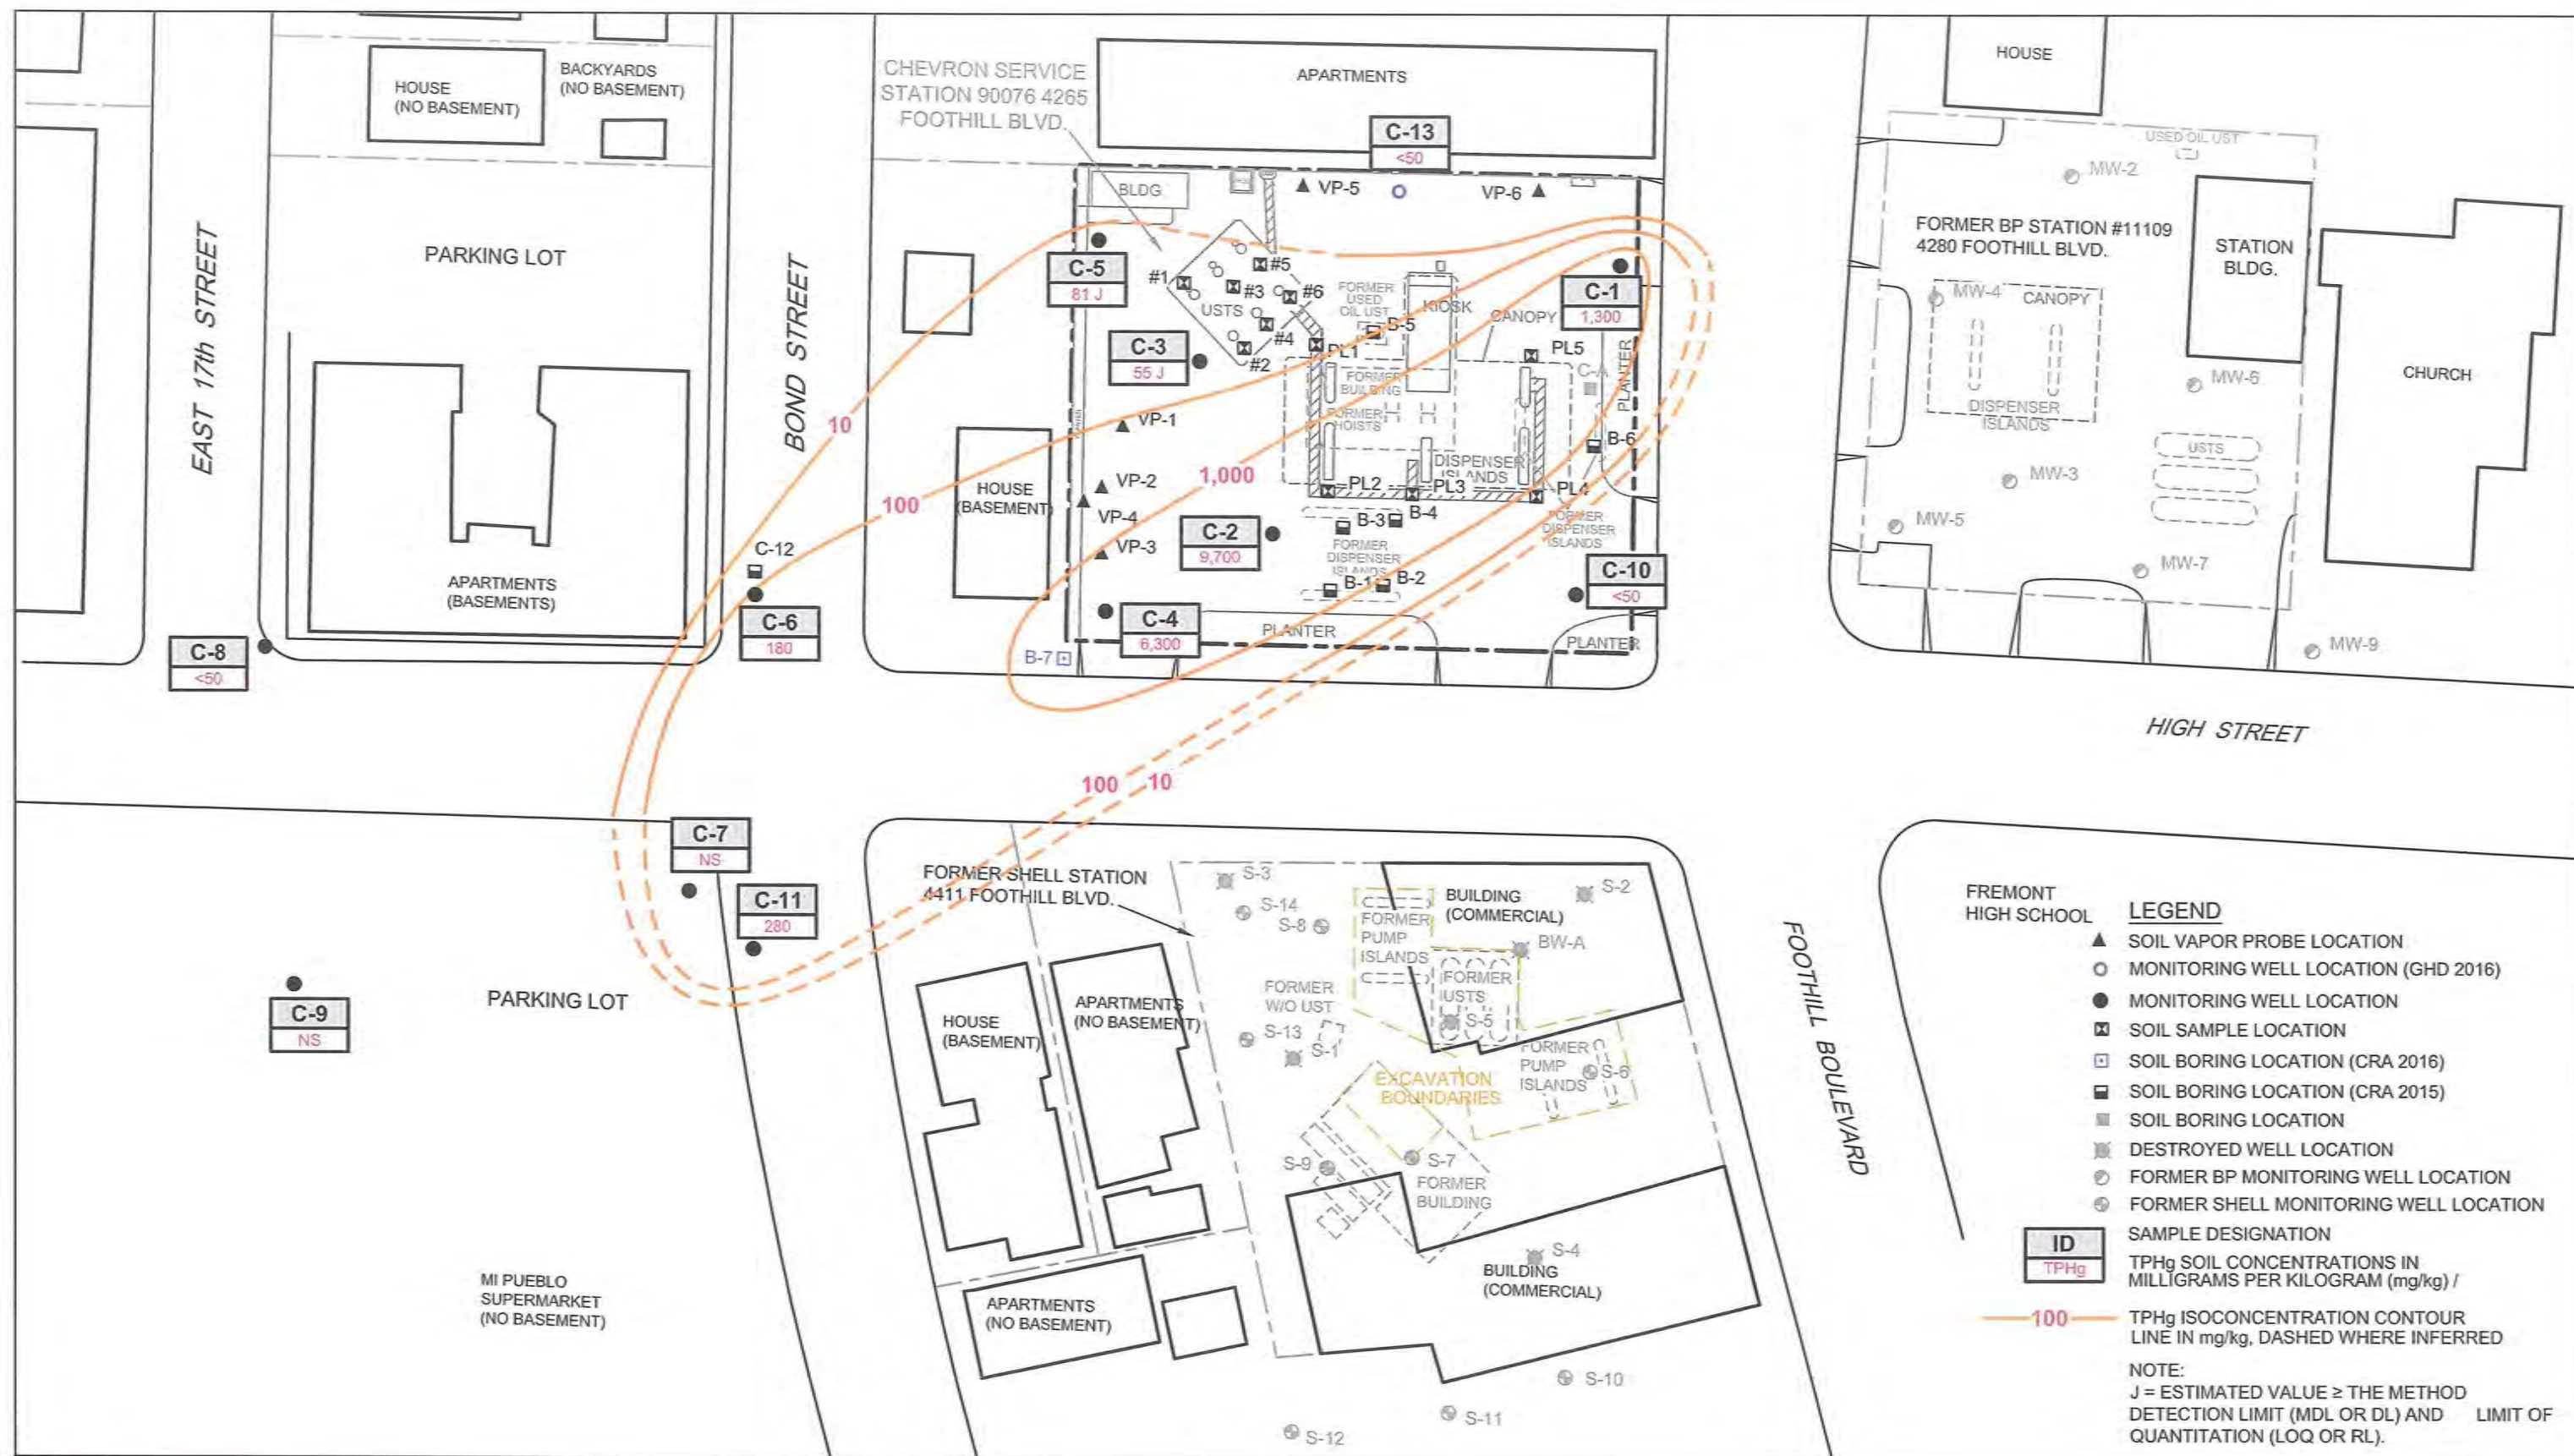 HOUSE
(NO BASEMENT)
BACKYARDS
(NO BASEMENT)
CHEVRON SERVICE
STATION 90076 4265
FOOTHILL BLVD.
APARTMENTS
HOUSE
C-13
<50
USED OIL UST
MW-2
BLDG
VP-5
VP-6
FORMER BP STATION #11109
4280 FOOTHILL BLVD.
STATION
BLDG.
PARKING LOT
EAST 17th STREET
BOND STREET
C-5
81 J
#1
#5
#3
#6
USTS
#4
#2
FORMER
USED
OIL UST
B-5
KIOSK
CANOPY
C-1
1,300
MW-4
CANOPY
C-3
55 J
PL1
PL5
C-A
PLANTER
FORMER
BUILDING
FORMER
HOISTS
MW-6
CHURCH
DISPENSER
ISLANDS
10
VP-1
B-6
USTS
1,000
DISPENSER
ISLANDS
MW-3
VP-2
PL2
PL3
PL4
100
HOUSE
(BASEMENT)
VP-4
B-3
B-4
FORMER
DISPENSER
ISLANDS
MW-5
C-2
9,700
VP-3
FORMER
DISPENSER
ISLANDS
C-12
B-1
B-2
C-10
<50
MW-7
APARTMENTS
(BASEMENTS)
C-6
180
C-4
6,300
PLANTER
PLANTER
B-7
C-8
<50
MW-9
HIGH STREET
100
10
C-7
NS
C-11
280
FORMER SHELL STATION
4411 FOOTHILL BLVD.
S-3
S-14
S-8
FORMER
PUMP
ISLANDS
BUILDING
(COMMERCIAL)
S-2
BW-A
FORMER
USTS
S-5
FOOTHILL BOULEVARD
C-9
NS
PARKING LOT
HOUSE
(BASEMENT)
APARTMENTS
(NO BASEMENT)
FORMER
W/O UST
S-13
S-1
FORMER
PUMP
ISLANDS
S-6
EXCAVATION
BOUNDARIES
S-9
S-7
FORMER
BUILDING
S-4
BUILDING
(COMMERCIAL)
MI PUEBLO
SUPERMARKET
(NO BASEMENT)
APARTMENTS
(NO BASEMENT)
S-10
S-11
S-12
FREMONT
HIGH SCHOOL
LEGEND
SOIL VAPOR PROBE LOCATION
MONITORING WELL LOCATION (GHD 2016)
MONITORING WELL LOCATION
SOIL SAMPLE LOCATION
SOIL BORING LOCATION (CRA 2016)
SOIL BORING LOCATION (CRA 2015)
SOIL BORING LOCATION
DESTROYED WELL LOCATION
FORMER BP MONITORING WELL LOCATION
FORMER SHELL MONITORING WELL LOCATION
ID
TPHg
SAMPLE DESIGNATION
TPHg SOIL CONCENTRATIONS IN
MILLIGRAMS PER KILOGRAM (mg/kg) /
100
TPHg ISOCONCENTRATION CONTOUR
LINE IN mg/kg, DASHED WHERE INFERRED
NOTE:
J = ESTIMATED VALUE ≥ THE METHOD
DETECTION LIMIT (MDL OR DL) AND LIMIT OF
QUANTITATION (LOQ OR RL).